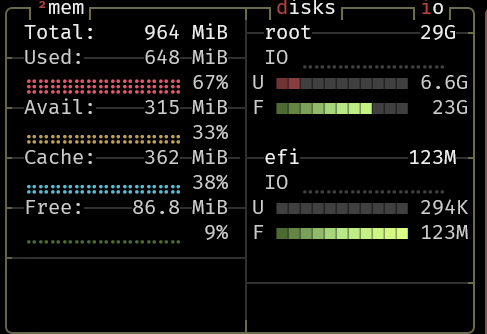 ²mem
Total: 964 MiB
Used: 648 MiB
67%
Avail: 315 MiB
33%
Cache: 362 MiB
38%
Free: 86.8 MiB
9%
disks io
root 29G
IO
U 6.6G
F 23G
efi 123M
IO
U 294K
F 123M